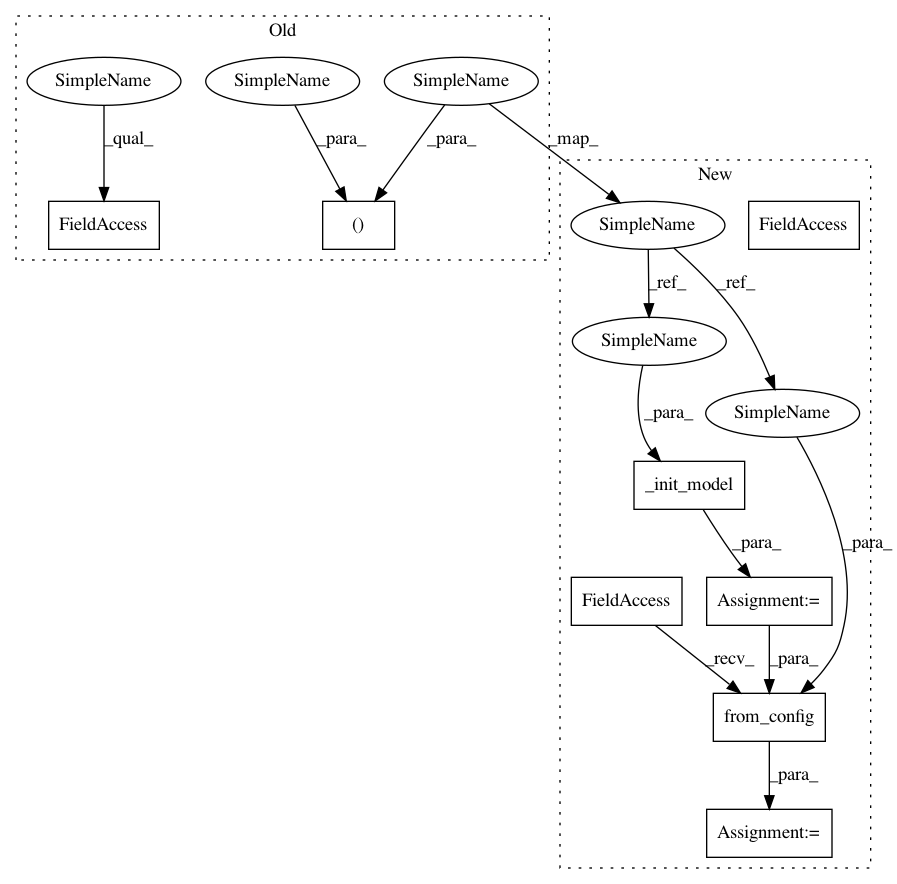 Old
SimpleName
SimpleName
SimpleName
_qual_
_para_
_para_
_map_
New
FieldAccess
()
SimpleName
FieldAccess
_ref_
_ref_
SimpleName
SimpleName
_para_
_init_model
_para_
_para_
FieldAccess
Assignment:=
_recv_
_para_
from_config
_para_
Assignment:=